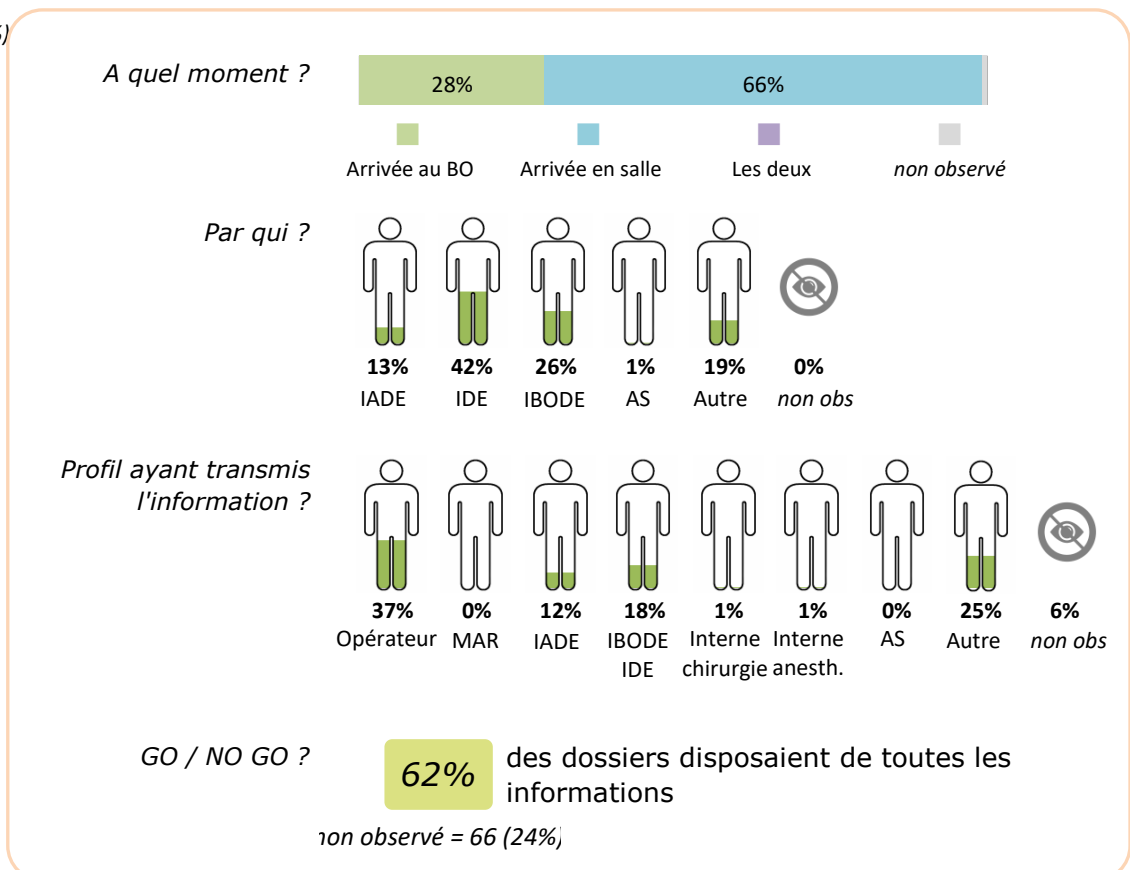 A quel moment ?
28% 66%
Arrivée au BO Arrivée en salle Les deux non observé
Par qui ?
13% 42% 26% 1% 19% 0%
IADE IDE IBODE AS Autre non obs
Profil ayant transmis
l'information ?
37% 0% 12% 18% 1% 1% 0% 25% 6%
Opérateur MAR IADE IBODE Interne Interne AS Autre non obs
IDE chirurgie anesth.
GO / NO GO ?
62% des dossiers disposaient de toutes les
informations
non observé = 66 (24%)